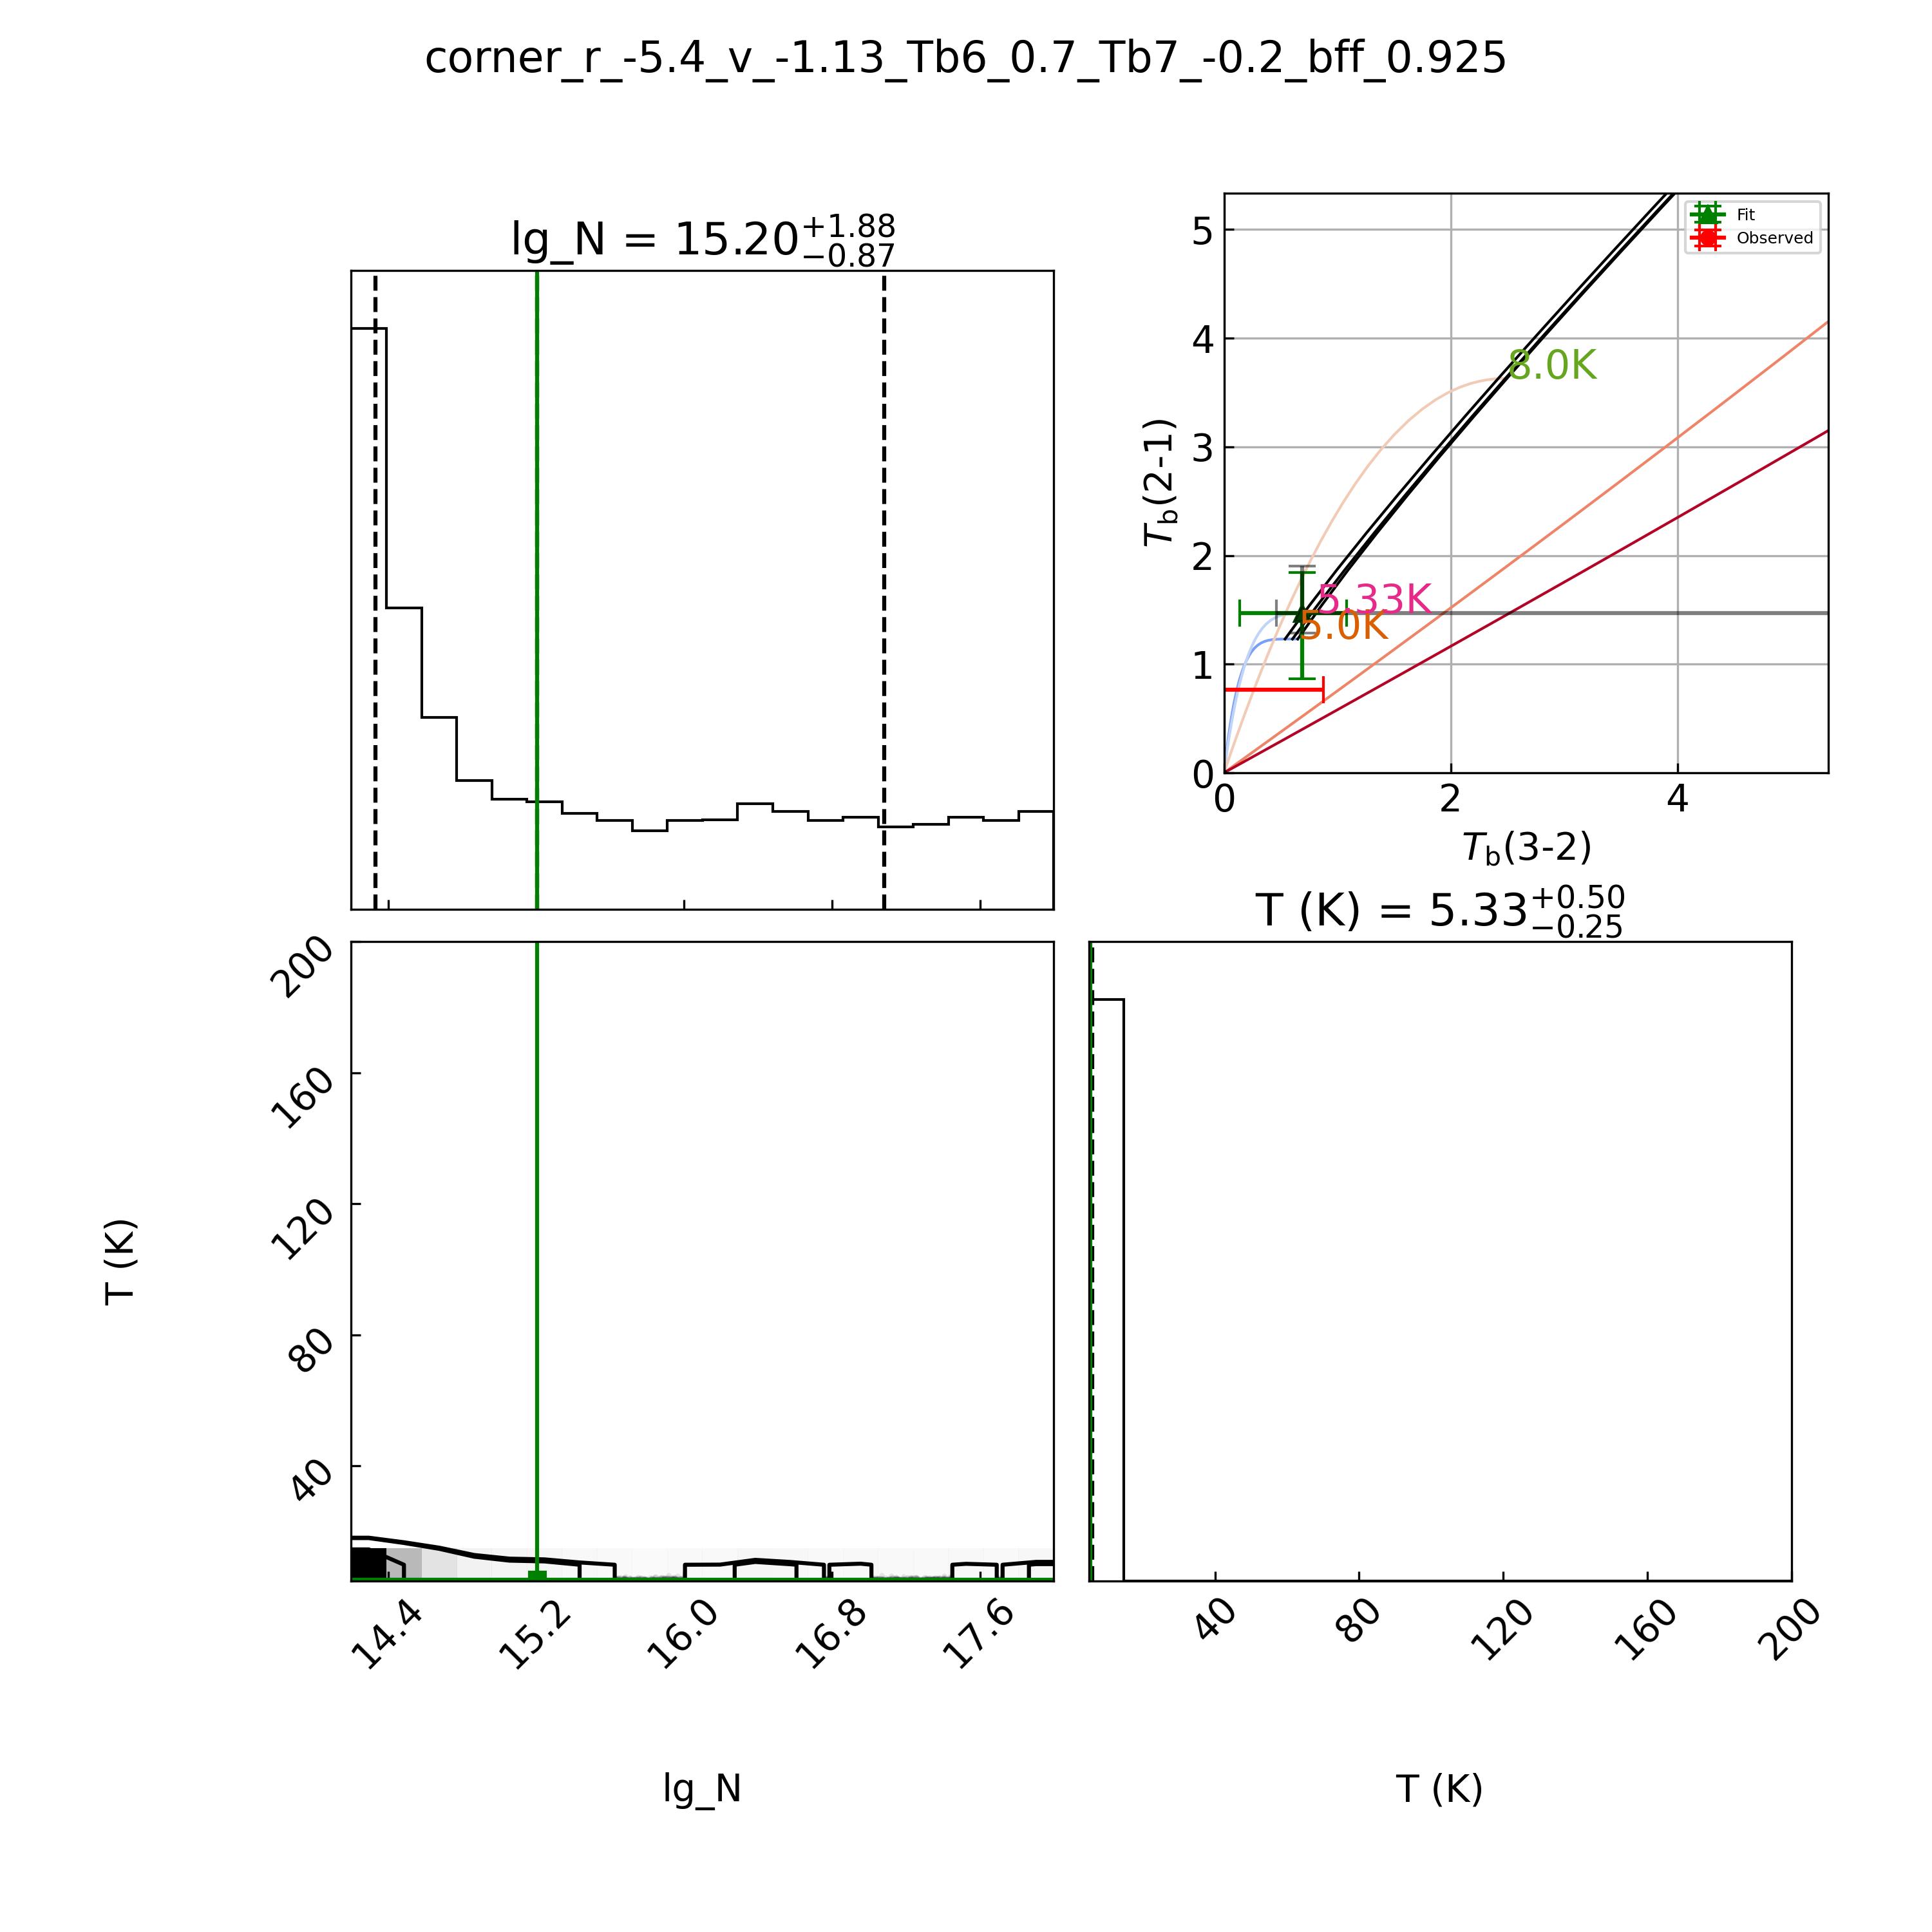 corner_r_-5.4_v_-1.13_Tb6_0.7_Tb7_-0.2_bff_0.925
lg_N = 15.20+1.88−0.87
5
4
3
2
1
0
Tb(2-1)
Fit
Observed
8.0K
5.33K
5.0K
0 2 4
Tb(3-2)
T (K) = 5.33+0.50−0.25
200
160
120
80
40
T (K)
14.4 15.2 16.0 16.8 17.6
lg_N
40 80 120 160 200
T (K)